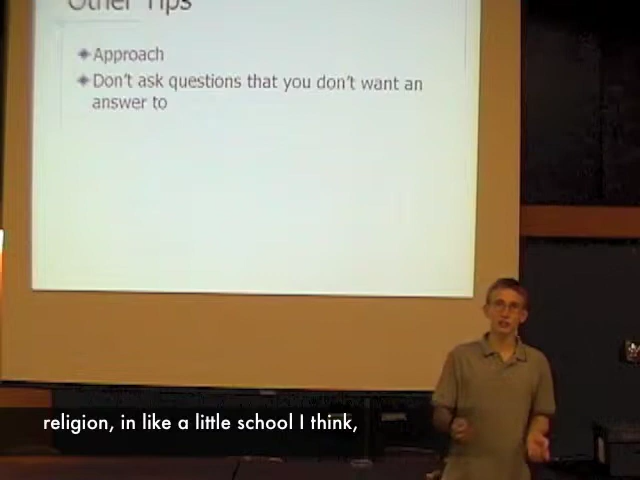 Other Tips
Approach
Don't ask questions that you don't want an
answer to
religion, in like a little school I think,